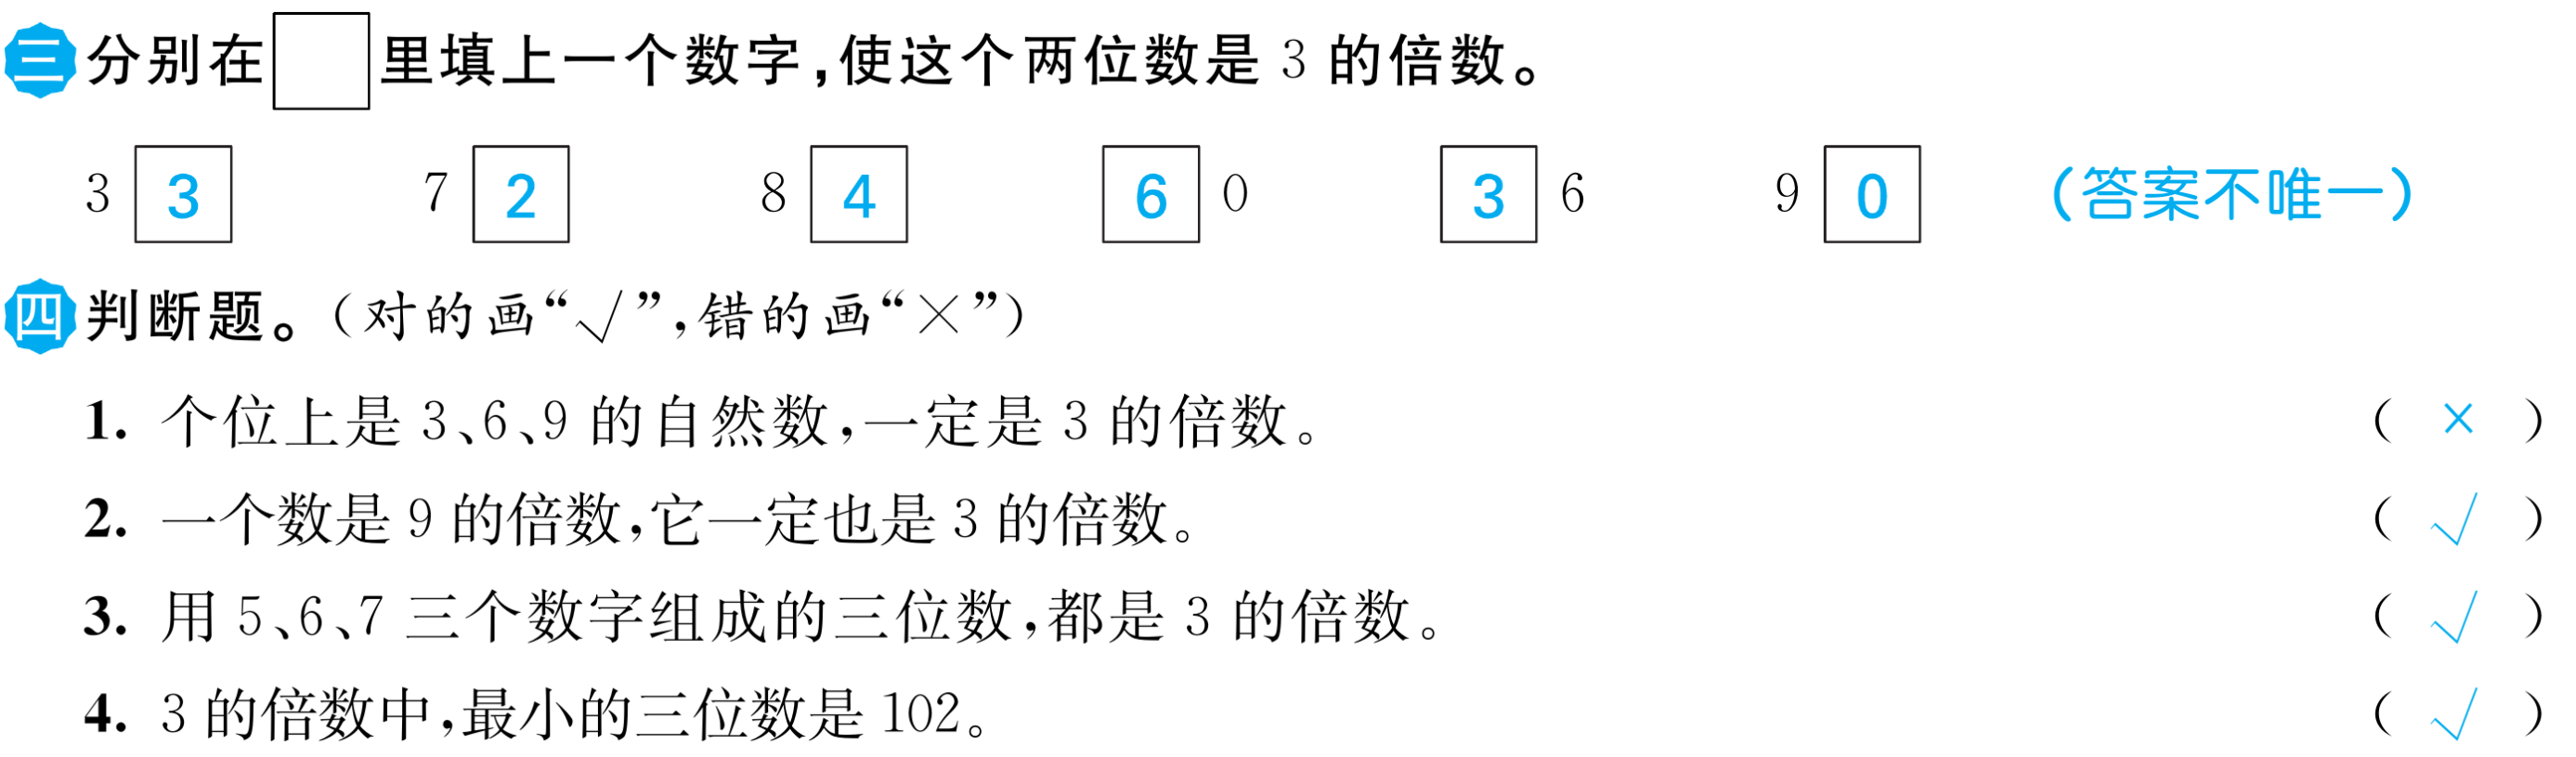 三 分别在□里填上一个数字,使这个两位数是 3 的倍数。
3 3 7 2 8 4 6 0 3 6 9 0 (答案不唯一)
四 判断题。(对的画“√”,错的画“×”)
1. 个位上是 3、6、9 的自然数,一定是 3 的倍数。 ( × )
2. 一个数是 9 的倍数,它一定也是 3 的倍数。 ( √ )
3. 用 5、6、7 三个数字组成的三位数,都是 3 的倍数。 ( √ )
4. 3 的倍数中,最小的三位数是 102。 ( √ )